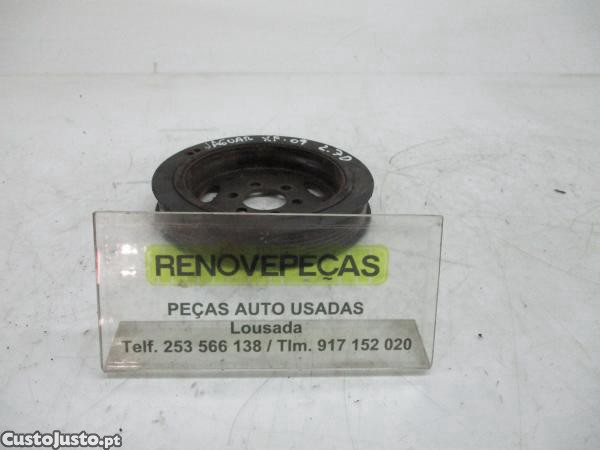 JAGUAR XF-09 2.7D
RENOVEPEÇAS
PEÇAS AUTO USADAS
Lousada
Telf. 253 566 138 / Tlm. 917 152 020
CustoJusto.pt